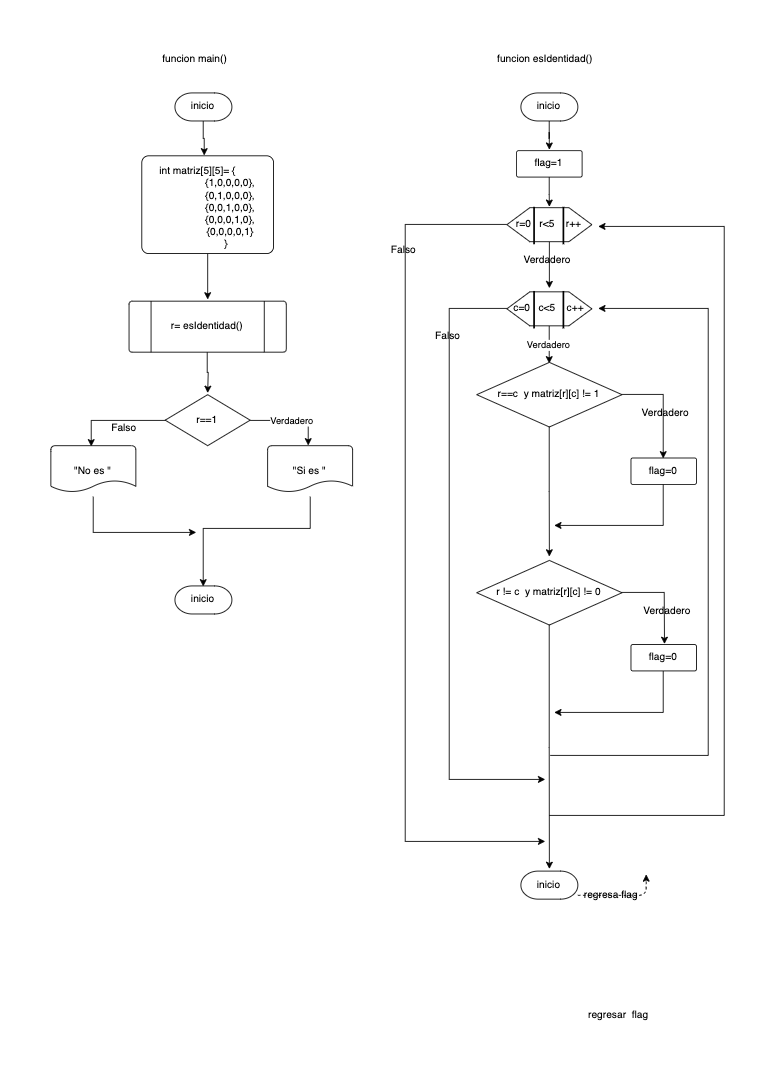 funcion main()
inicio
int matriz[5][5]= {
{1,0,0,0,0},
{0,1,0,0,0},
{0,0,1,0,0},
{0,0,0,1,0},
{0,0,0,0,1}
}
r= esIdentidad()
r==1
Falso
Verdadero
"No es "
"Si es "
inicio
funcion esIdentidad()
inicio
flag=1
r=0 r<5 r++
Falso
Verdadero
c=0 c<5 c++
Falso
Verdadero
r==c y matriz[r][c] != 1
Verdadero
flag=0
r != c y matriz[r][c] != 0
Verdadero
flag=0
inicio
regresa flag
regresar flag